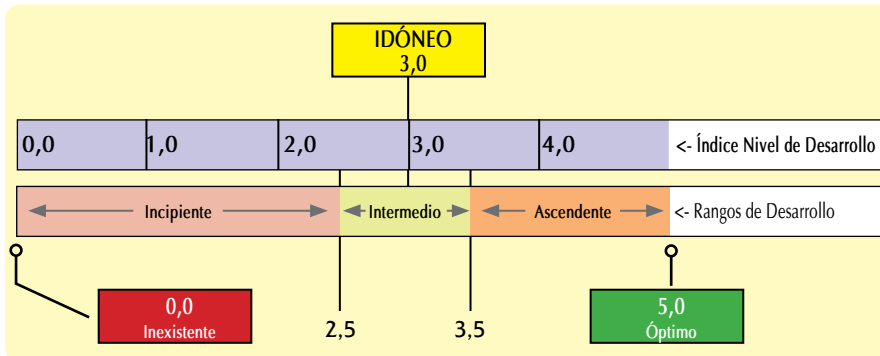 IDÓNEO
3,0
0,0 1,0 2,0 3,0 4,0 <- Índice Nivel de Desarrollo
Incipiente Intermedio Ascendente <- Rangos de Desarrollo
0,0
Inexistente
2,5 3,5
5,0
Óptimo